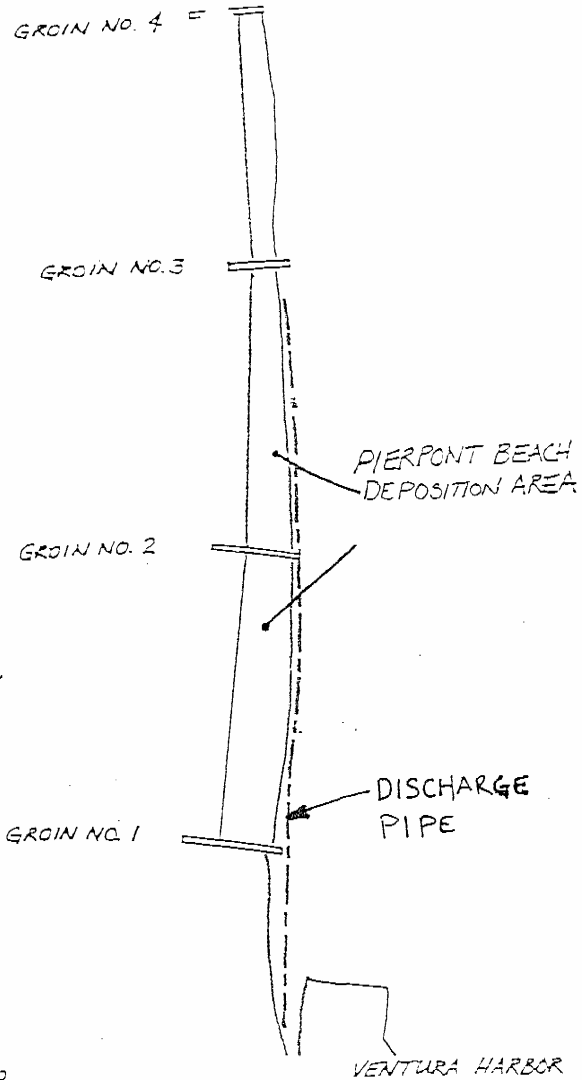 GROIN NO. 4
GROIN NO. 3
PIERPONT BEACH
DEPOSITION AREA
GROIN NO. 2
DISCHARGE
PIPE
GROIN NO. 1
VENTURA HARBOR